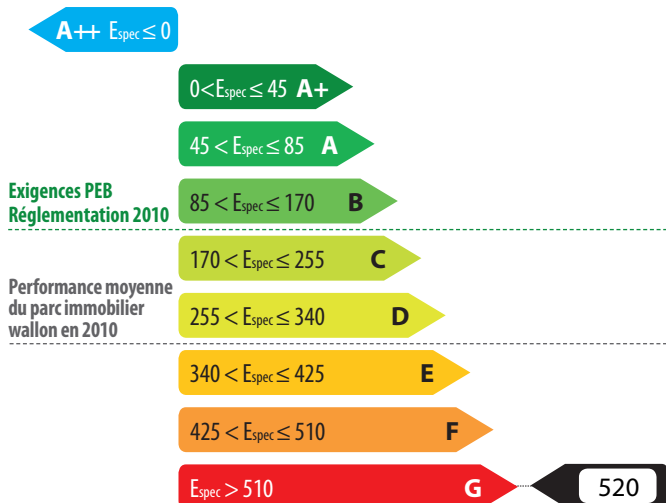 A++ Espec ≤ 0
0 < Espec ≤ 45 A+
45 < Espec ≤ 85 A
Exigences PEB
Réglementation 2010
85 < Espec ≤ 170 B
170 < Espec ≤ 255 C
Performance moyenne
du parc immobilier
wallon en 2010
255 < Espec ≤ 340 D
340 < Espec ≤ 425 E
425 < Espec ≤ 510 F
Espec > 510 G
520